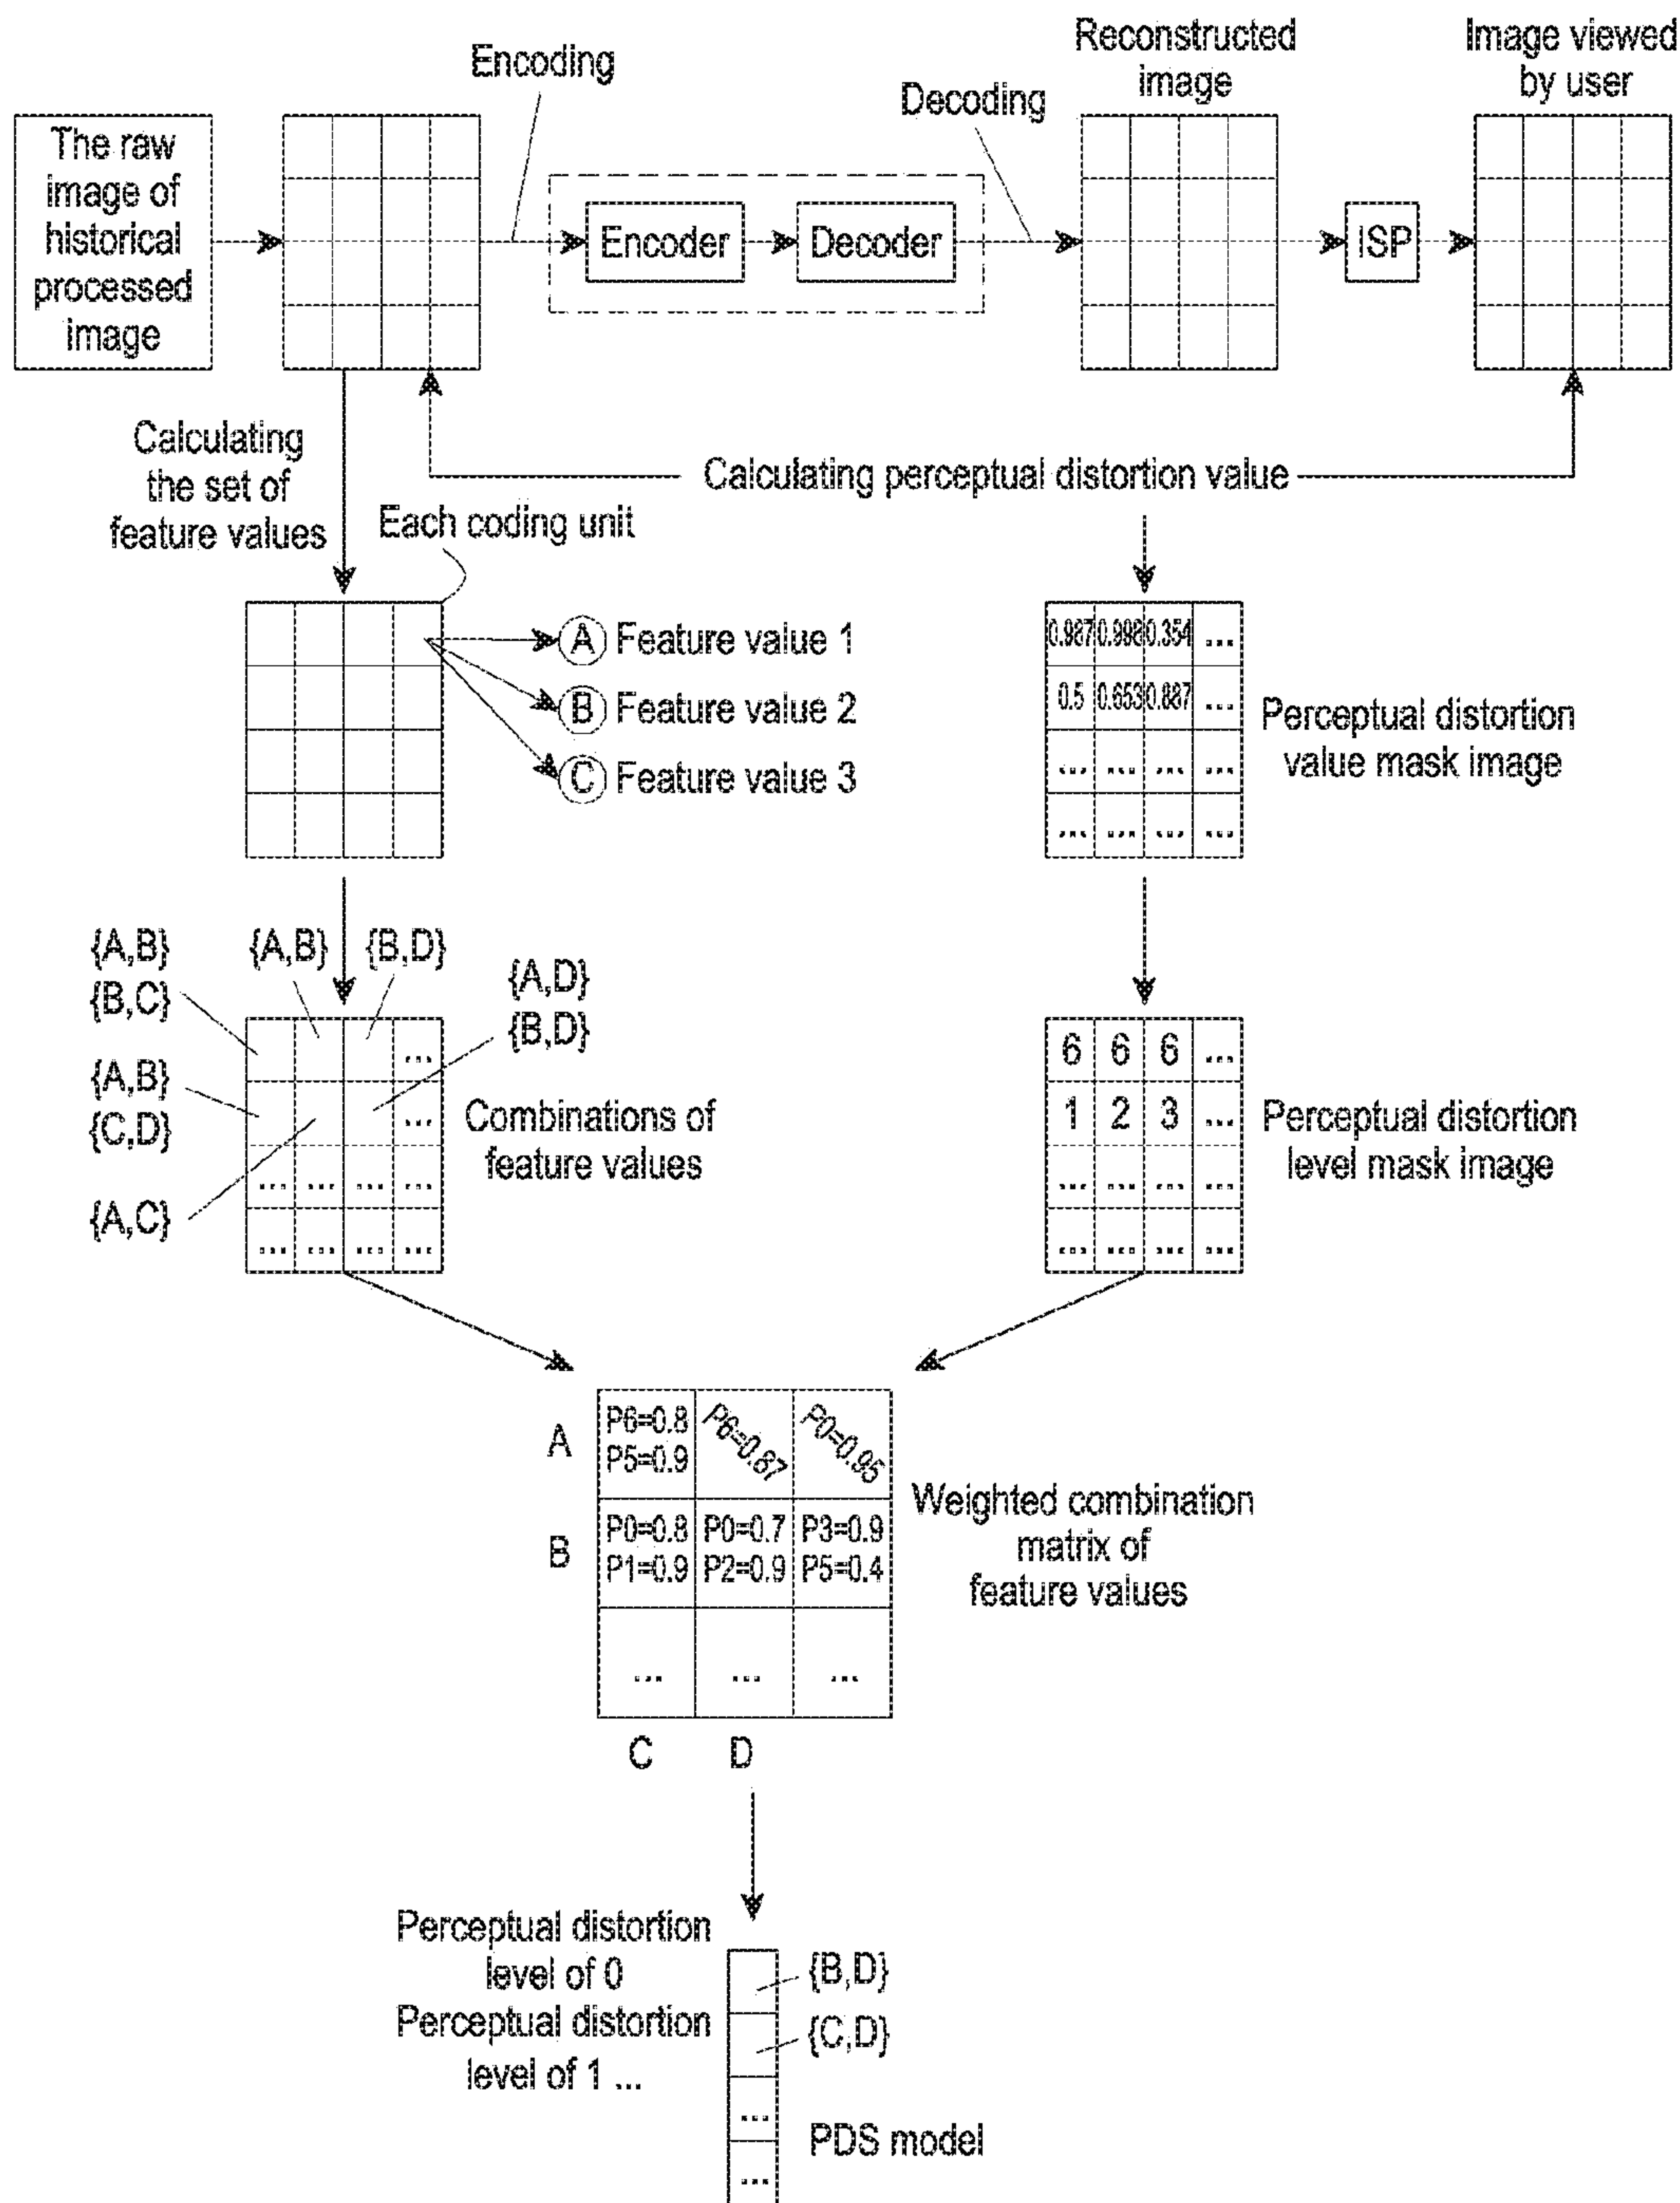 Encoding
Decoding
Reconstructed
image
Image viewed
by user
The raw
image of
historical
processed
image
Encoder
Decoder
ISP
Calculating
the set of
feature values
Calculating perceptual distortion value
Each coding unit
A Feature value 1
B Feature value 2
C Feature value 3
0.987 0.998 0.354 ...
0.5 0.653 0.887 ...
... ... ... ...
... ... ... ...
Perceptual distortion
value mask image
{A,B}
{B,C}
{A,B}
{B,D}
{A,D}
{B,D}
{A,B}
{C,D}
{A,C}
...
...
... ... ... ...
... ... ... ...
Combinations of
feature values
6 6 6 ...
1 2 3 ...
... ... ... ...
... ... ... ...
Perceptual distortion
level mask image
A
P6=0.8
P5=0.9
P6=0.87
P0=0.95
B
P0=0.8 P0=0.7 P3=0.9
P1=0.9 P2=0.9 P5=0.4
... ... ...
C D
Weighted combination
matrix of
feature values
Perceptual distortion
level of 0
Perceptual distortion
level of 1 ...
{B,D}
{C,D}
...
...
PDS model